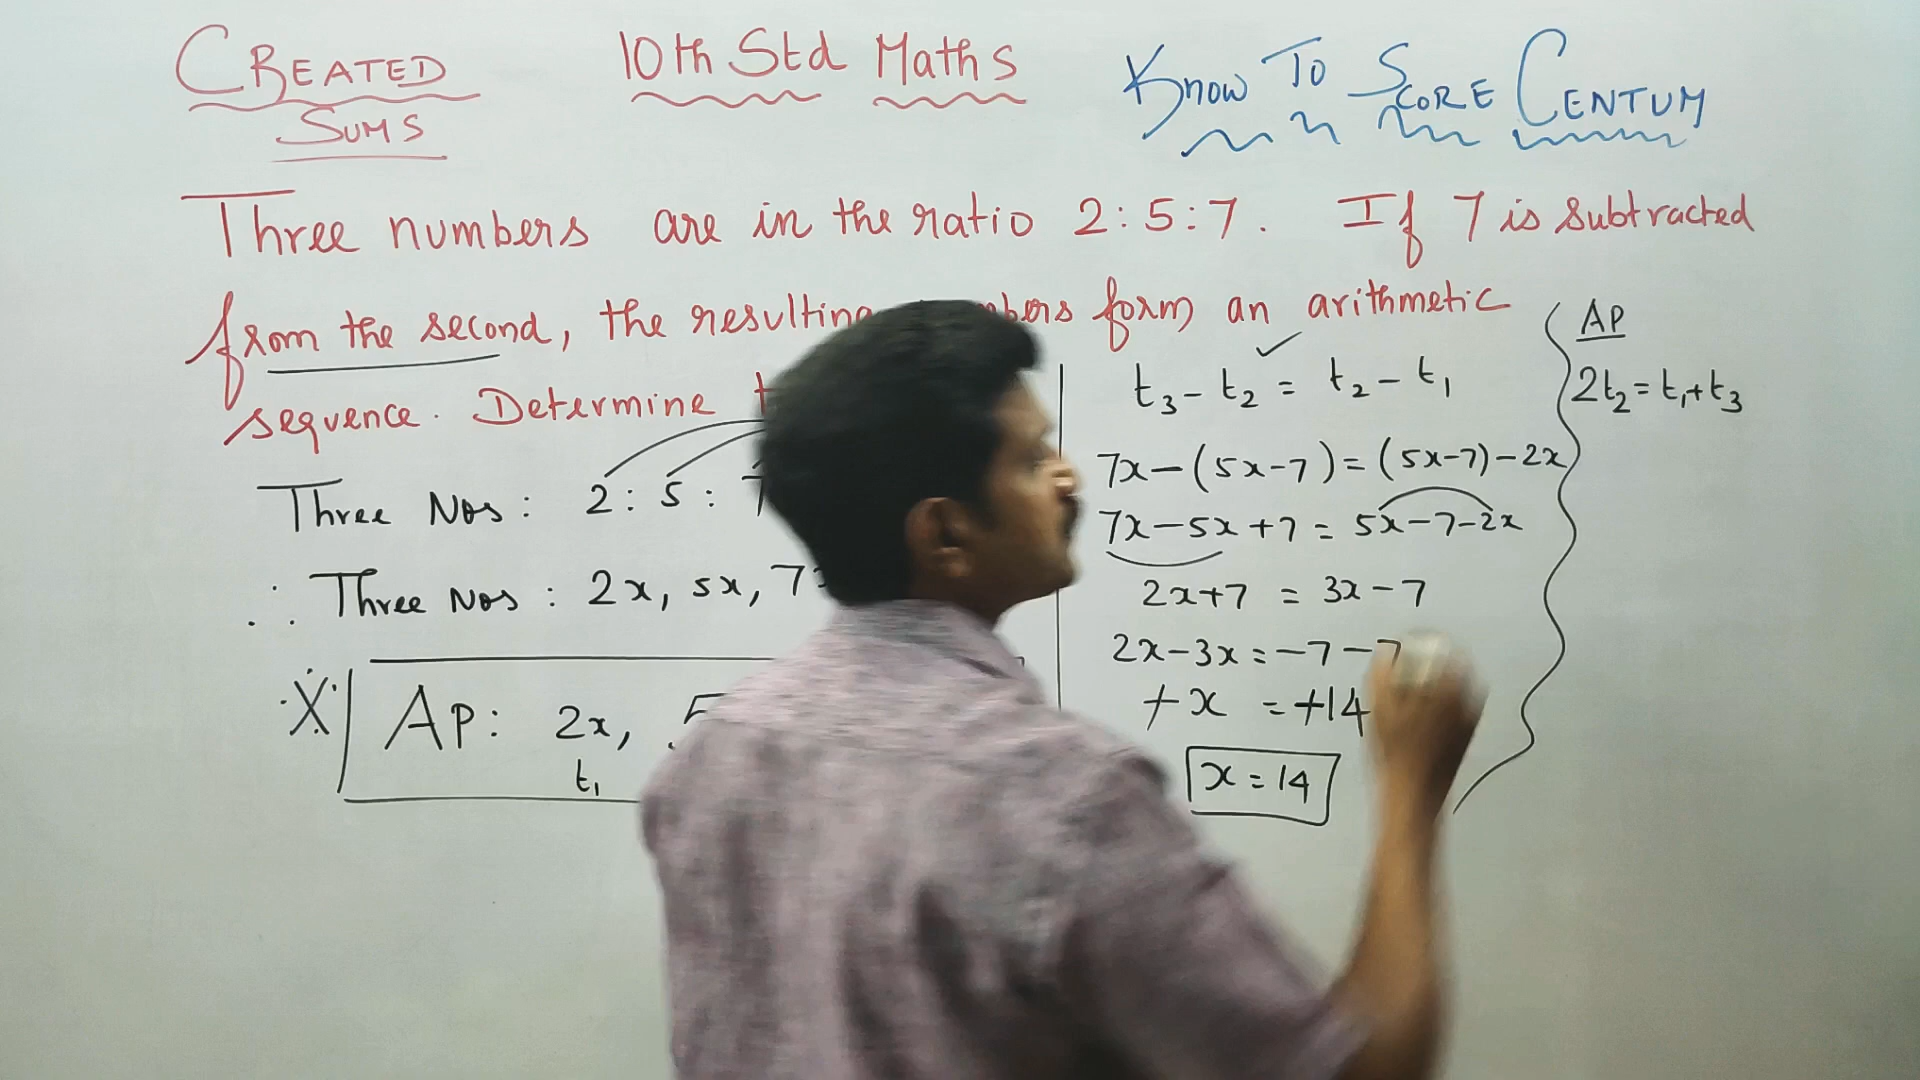 CREATED SUMS
10th Std Maths
Know To SCORE CENTUM
Three numbers are in the ratio 2:5:7. If 7 is subtracted
from the second, the resulting form an arithmetic
sequence. Determine
Three Nos: 2:5:
∴ Three Nos: 2x, 5x, 7
AP: 2x,
t₁
t₃ - t₂ = t₂ - t₁
7x-(5x-7)=(5x-7)-2x
7x-5x+7 = 5x-7-2x
2x+7 = 3x-7
2x-3x=-7-7
+x = +14
x=14
AP
2t₂=t₁+t₃